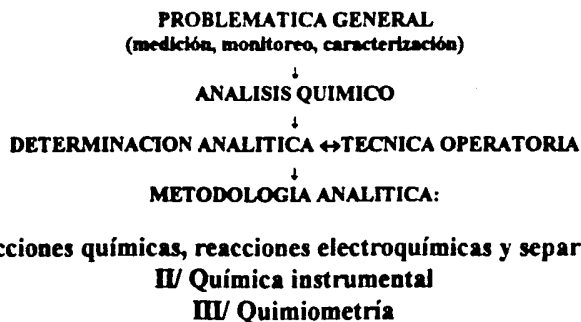 PROBLEMATICA GENERAL
(medición, monitoreo, caracterización)
↓
ANALISIS QUIMICO
↓
DETERMINACION ANALITICA ↔TECNICA OPERATORIA
↓
METODOLOGIA ANALITICA:
cciones químicas, reacciones electroquímicas y separ
II/ Química instrumental
III/ Quimiometría